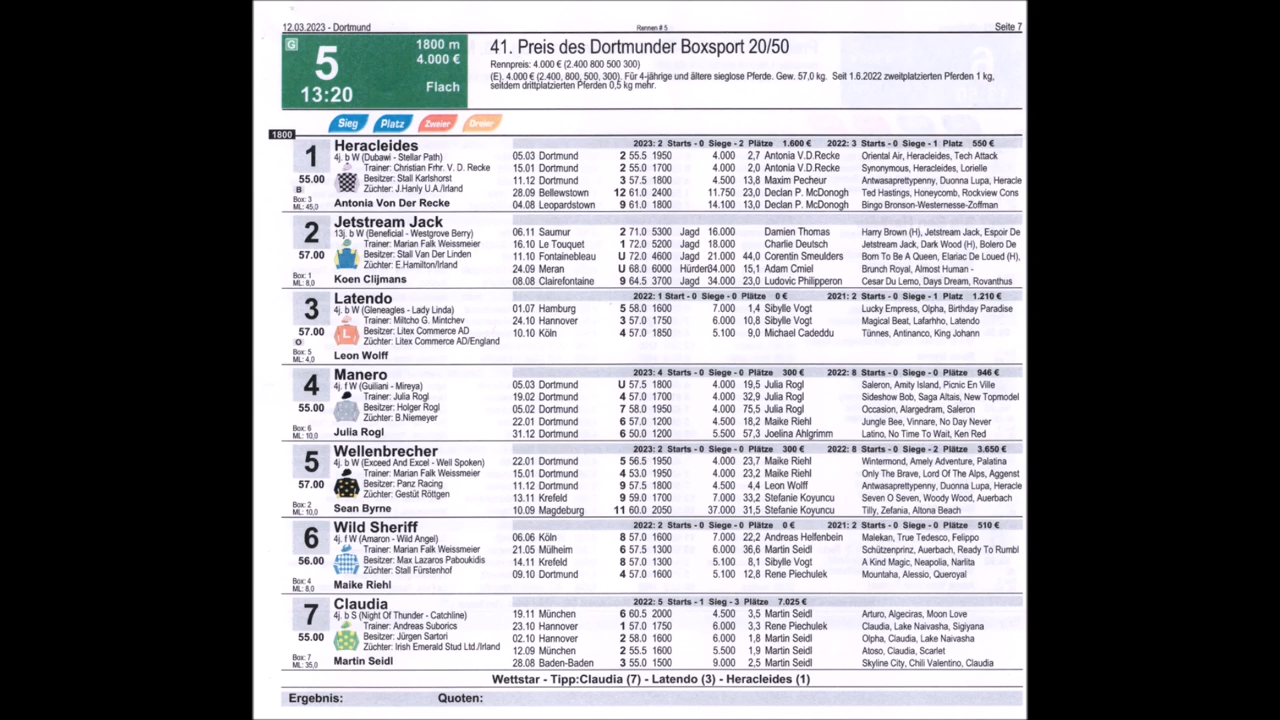 12.03.2023 - Dortmund Rennen # 5 Seite 7
G 5 1800 m 41. Preis des Dortmunder Boxsport 20/50
4.000 € Rennpreis: 4.000 € (2.400 800 500 300)
(E). 4.000 € (2.400, 800, 500, 300). Für 4-jährige und ältere sieglose Pferde. Gew. 57,0 kg. Seit 1.6.2022 zweitplatzierten Pferden 1 kg,
13:20 Flach seitdem drittplatzierten Pferden 0,5 kg mehr.
Sieg Platz Zweier Dreier
1800
1 Heracleides 2023: 2 Starts - 0 Siege - 2 Plätze 1.600 € 2022: 3 Starts - 0 Siege - 1 Platz 550 €
4j. b W (Dubawi - Stellar Path) 05.03 Dortmund 2 55.5 1950 4.000 2,7 Antonia V.D.Recke Oriental Air, Heracleides, Tech Attack
Trainer: Christian Frhr. V. D. Recke 15.01 Dortmund 2 55.0 1700 4.000 2,0 Antonia V.D.Recke Synonymous, Heracleides, Lorielle
55.00 Besitzer: Stall Karlshorst 11.12 Dortmund 3 57.5 1800 4.500 13,8 Maxim Pecheur Antwasaprettypenny, Duonna Lupa, Heracle
B Züchter: J.Hanly U.A./Irland 28.09 Bellewstown 12 61.0 2400 11.750 23,0 Declan P. McDonogh Ted Hastings, Honeycomb, Rockview Cons
Box: 3 ML: 45,0 Antonia Von Der Recke 04.08 Leopardstown 9 61.0 1800 14.100 13,0 Declan P. McDonogh Bingo Bronson-Westernesse-Zoffman
2 Jetstream Jack
13j. b W (Beneficial - Westgrove Berry) 06.11 Saumur 2 71.0 5300 Jagd 16.000 Damien Thomas Harry Brown (H), Jetstream Jack, Espoir De
Trainer: Marian Falk Weissmeier 16.10 Le Touquet 1 72.0 5200 Jagd 18.000 Charlie Deutsch Jetstream Jack, Dark Wood (H), Bolero De
57.00 Besitzer: Stall Van Der Linden 11.10 Fontainebleau U 72.0 4600 Jagd 21.000 44,0 Corentin Smeulders Born To Be A Queen, Elariac De Loued (H),
Züchter: E.Hamilton/Irland 24.09 Meran U 68.0 6000 Hürder84.000 15,1 Adam Cmiel Brunch Royal, Almost Human -
Box: 1 ML: 8,0 Koen Clijmans 08.08 Clairefontaine 9 64.5 3700 Jagd 34.000 23,0 Ludovic Philipperon Cesar Du Lemo, Days Dream, Rovanthus
3 Latendo 2022: 1 Start - 0 Siege - 0 Plätze 0 € 2021: 2 Starts - 0 Siege - 1 Platz 1.210 €
4j. b W (Gleneagles - Lady Linda) 01.07 Hamburg 5 58.0 1600 7.000 1,4 Sibylle Vogt Lucky Empress, Olpha, Birthday Paradise
Trainer: Miltcho G. Mintchev 24.10 Hannover 3 57.0 1750 6.000 10,8 Sibylle Vogt Magical Beat, Lafarhho, Latendo
57.00 L Besitzer: Litex Commerce AD 10.10 Köln 4 57.0 1850 5.100 9,0 Michael Cadeddu Tünnes, Antinanco, King Johann
O Züchter: Litex Commerce AD/England
Box: 5 ML: 4,0 Leon Wolff
4 Manero 2023: 4 Starts - 0 Siege - 0 Plätze 300 € 2022: 8 Starts - 0 Siege - 0 Plätze 946 €
4j. f W (Guiliani - Mireya) 05.03 Dortmund U 57.5 1800 4.000 19,5 Julia Rogl Saleron, Amity Island, Picnic En Ville
Trainer: Julia Rogl 19.02 Dortmund 4 57.0 1700 4.000 32,9 Julia Rogl Sideshow Bob, Saga Altais, New Topmodel
55.00 Besitzer: Holger Rogl 05.02 Dortmund 7 58.0 1950 4.000 75,5 Julia Rogl Occasion, Alargedram, Saleron
Züchter: B.Niemeyer 22.01 Dortmund 6 57.0 1200 4.500 18,2 Maike Riehl Jungle Bee, Vinnare, No Day Never
Box: 6 ML: 10,0 Julia Rogl 31.12 Dortmund 6 50.0 1200 5.500 57,3 Joelina Ahlgrimm Latino, No Time To Wait, Ken Red
5 Wellenbrecher 2023: 2 Starts - 0 Siege - 0 Plätze 300 € 2022: 8 Starts - 0 Siege - 2 Plätze 3.650 €
4j. b W (Exceed And Excel - Well Spoken) 22.01 Dortmund 5 56.5 1950 4.000 23,7 Maike Riehl Wintermond, Amely Adventure, Palatina
Trainer: Marian Falk Weissmeier 15.01 Dortmund 4 53.0 1950 4.000 23,2 Maike Riehl Only The Brave, Lord Of The Alps, Aggenst
57.00 Besitzer: Panz Racing 11.12 Dortmund 9 57.5 1800 4.500 4,4 Leon Wolff Antwasaprettypenny, Duonna Lupa, Heracle
Züchter: Gestüt Röttgen 13.11 Krefeld 9 59.0 1700 7.000 33,2 Stefanie Koyuncu Seven O Seven, Woody Wood, Auerbach
Box: 2 ML: 10,0 Sean Byrne 10.09 Magdeburg 11 60.0 2050 37.000 31,5 Stefanie Koyuncu Tilly, Zefania, Altona Beach
6 Wild Sheriff 2022: 2 Starts - 0 Siege - 0 Plätze 0 € 2021: 2 Starts - 0 Siege - 0 Plätze 510 €
4j. f W (Amaron - Wild Angel) 06.06 Köln 8 57.0 1600 7.000 22,2 Andreas Helfenbein Malekan, True Tedesco, Felippo
Trainer: Marian Falk Weissmeier 21.05 Mülheim 6 57.5 1300 6.000 36,6 Martin Seidl Schützenprinz, Auerbach, Ready To Rumbl
56.00 Besitzer: Max Lazaros Paboukidis 14.11 Krefeld 8 57.0 1300 5.100 8,1 Sibylle Vogt A Kind Magic, Neapolia, Narlita
Züchter: Stall Fürstenhof 09.10 Dortmund 4 57.0 1600 5.100 12,8 Rene Piechulek Mountaha, Alessio, Queroyal
Box: 4 ML: 8,0 Maike Riehl
7 Claudia 2022: 5 Starts - 1 Sieg - 3 Plätze 7.025 €
4j. b S (Night Of Thunder - Catchline) 19.11 München 6 60.5 2000 4.500 3,5 Martin Seidl Arturo, Algeciras, Moon Love
Trainer: Andreas Suborics 23.10 Hannover 1 57.0 1750 6.000 3,3 Rene Piechulek Claudia, Lake Naivasha, Sigiyana
55.00 Besitzer: Jürgen Sartori 02.10 Hannover 2 58.0 1600 6.000 1,8 Martin Seidl Olpha, Claudia, Lake Naivasha
Züchter: Irish Emerald Stud Ltd./Irland 12.09 München 2 55.5 1600 5.500 1,9 Martin Seidl Atoso, Claudia, Scarlet
Box: 7 ML: 35,0 Martin Seidl 28.08 Baden-Baden 3 55.0 1500 9.000 2,5 Martin Seidl Skyline City, Chili Valentino, Claudia
Wettstar - Tipp:Claudia (7) - Latendo (3) - Heracleides (1)
Ergebnis: Quoten: